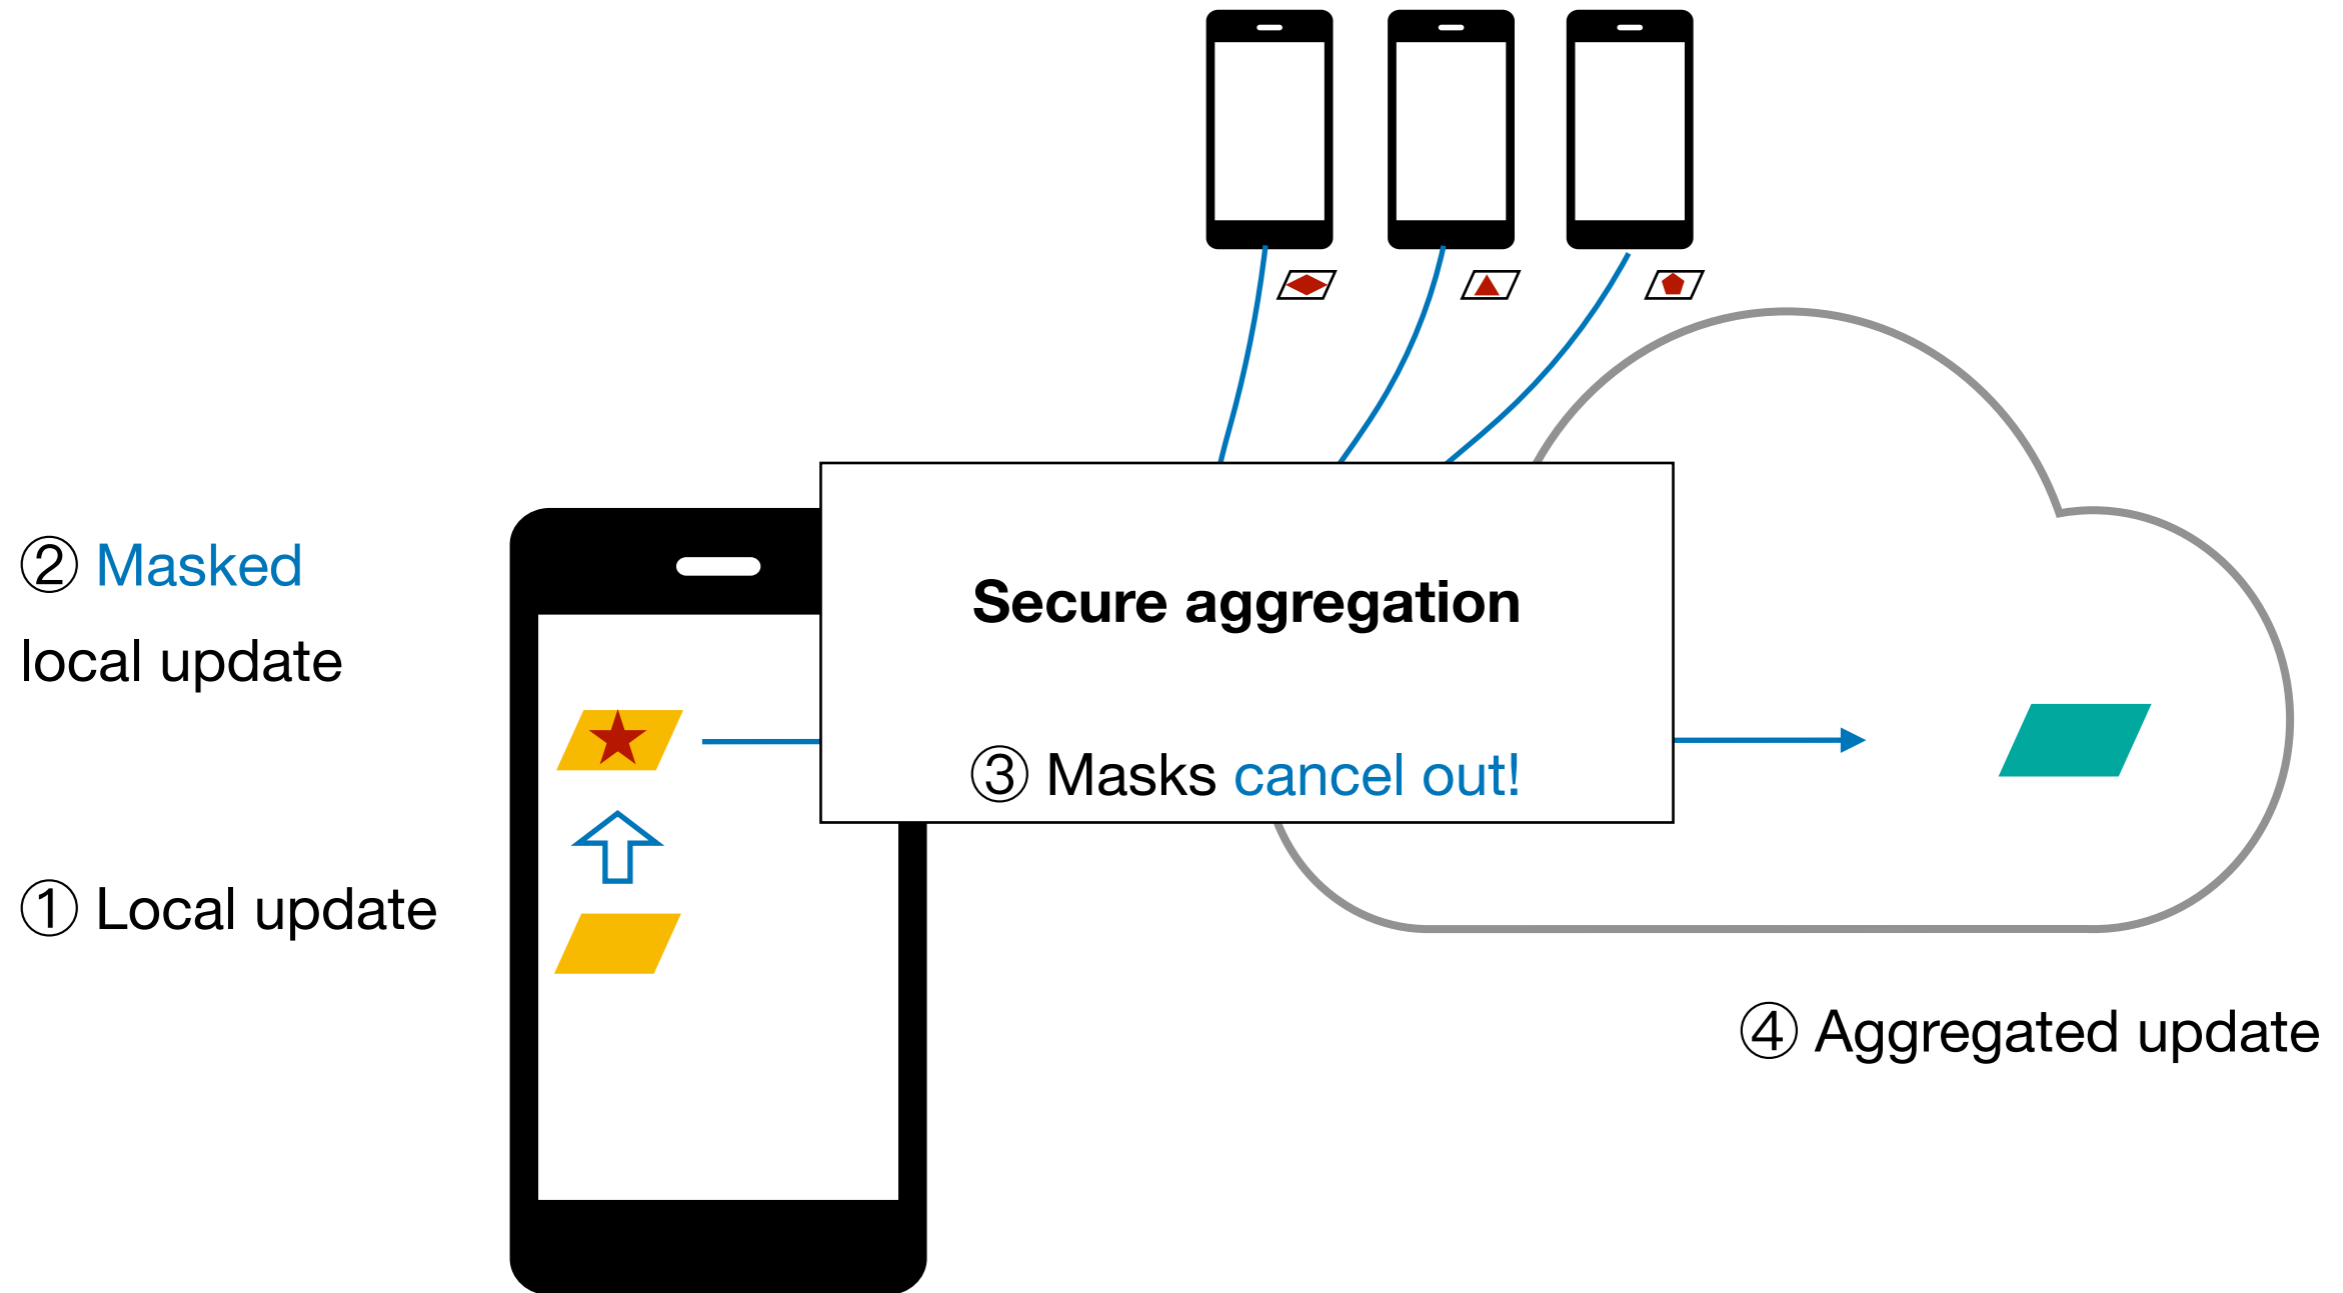 ② Masked
local update
① Local update
Secure aggregation
③ Masks cancel out!
④ Aggregated update